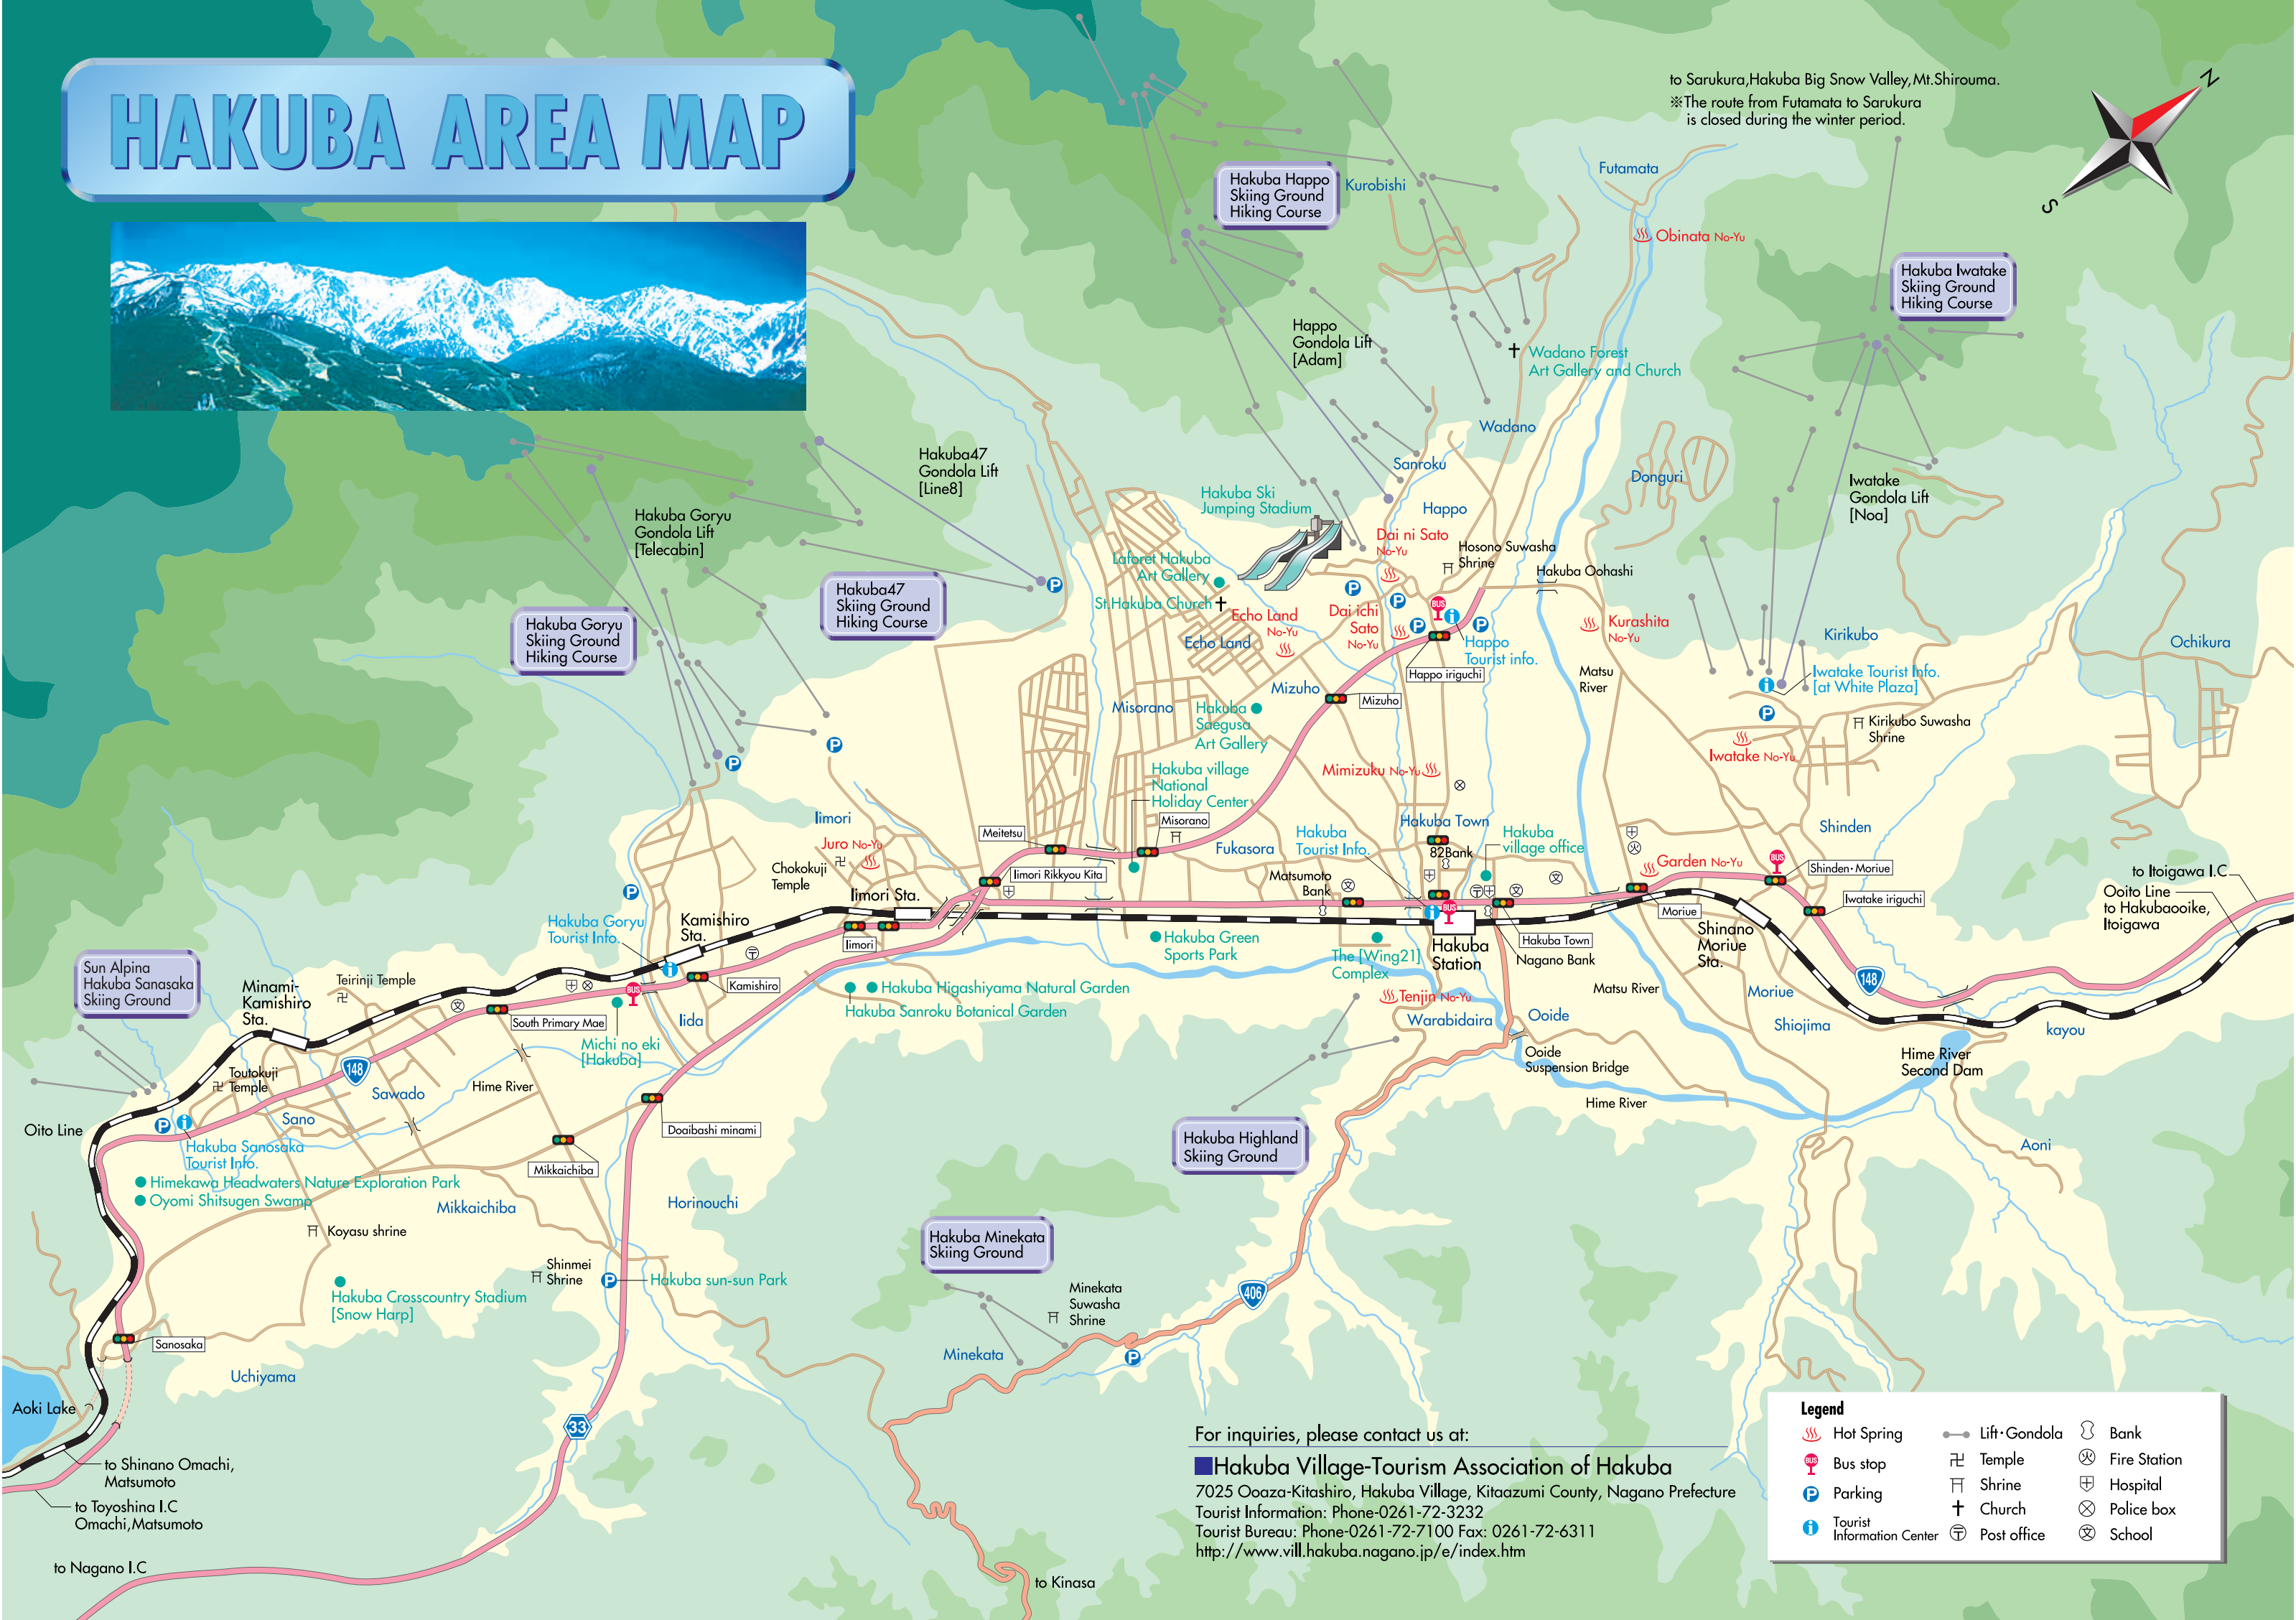 HAKUBA AREA MAP
to Sarukura,Hakuba Big Snow Valley,Mt.Shirouma.
※The route from Futamata to Sarukura
is closed during the winter period.
N
S
Hakuba Happo
Skiing Ground
Hiking Course
Kurobishi
Futamata
Obinata No-Yu
Hakuba Iwatake
Skiing Ground
Hiking Course
Happo
Gondola Lift
[Adam]
Wadano Forest
Art Gallery and Church
Wadano
Hakuba47
Gondola Lift
[Line8]
Sanroku
Donguri
Iwatake
Gondola Lift
[Noa]
Hakuba Goryu
Gondola Lift
[Telecabin]
Hakuba Ski
Jumping Stadium
Happo
Dai ni Sato
No-Yu
Hosono Suwasha
Shrine
Hakuba Oohashi
Laforet Hakuba
Art Gallery
St.Hakuba Church
Echo Land
No-Yu
Echo Land
Dai ichi
Sato
No-Yu
P
BUS
i
Happo
Tourist info.
Happo iriguchi
Kurashita
No-Yu
Kirikubo
Ochikura
Hakuba47
Skiing Ground
Hiking Course
Hakuba Goryu
Skiing Ground
Hiking Course
Iwatake Tourist Info.
[at White Plaza]
Matsu
River
Mizuho
Mizuho
Misorano
Hakuba
Saegusa
Art Gallery
Kirikubo Suwasha
Shrine
Iwatake No-Yu
Mimizuku No-Yu
Hakuba village
National
Holiday Center
Misorano
Meitetsu
Iimori
Juro No-Yu
Chokokuji
Temple
Iimori Sta.
Iimori Rikkyou Kita
Fukasora
Hakuba
Tourist Info.
Hakuba Town
82Bank
Hakuba
village office
Matsumoto
Bank
Shinden
Garden No-Yu
BUS
Shinden·Moriue
Iwatake iriguchi
to Itoigawa I.C
Ooito Line
to Hakubaooike,
Itoigawa
Moriue
Shinano
Moriue
Sta.
Hakuba Goryu
Tourist Info.
Kamishiro
Sta.
Iimori
Kamishiro
BUS
Hakuba Green
Sports Park
The [Wing21]
Complex
Hakuba
Station
Hakuba Town
Nagano Bank
Sun Alpina
Hakuba Sanasaka
Skiing Ground
Minami-
Kamishiro
Sta.
Teirinji Temple
South Primary Mae
Iida
Michi no eki
[Hakuba]
Hakuba Higashiyama Natural Garden
Hakuba Sanroku Botanical Garden
Tenjin No-Yu
Warabidaira
Ooide
Matsu River
Moriue
Shiojima
148
kayou
Hime River
Second Dam
Ooide
Suspension Bridge
Hime River
Aoni
Toutokuji
Temple
148
Sawado
Hime River
Sano
Oito Line
Hakuba Sanosaka
Tourist Info.
Himekawa Headwaters Nature Exploration Park
Oyomi Shitsugen Swamp
Doaibashi minami
Mikkaichiba
Mikkaichiba
Horinouchi
Hakuba Highland
Skiing Ground
Koyasu shrine
Shinmei
Shrine
P
Hakuba sun-sun Park
Hakuba Minekata
Skiing Ground
Hakuba Crosscountry Stadium
[Snow Harp]
Minekata
Suwasha
Shrine
406
Minekata
Sanosaka
Uchiyama
Aoki Lake
33
to Shinano Omachi,
Matsumoto
to Toyoshina I.C
Omachi,Matsumoto
to Nagano I.C
to Kinasa
For inquiries, please contact us at:
Hakuba Village-Tourism Association of Hakuba
7025 Ooaza-Kitashiro, Hakuba Village, Kitaazumi County, Nagano Prefecture
Tourist Information: Phone-0261-72-3232
Tourist Bureau: Phone-0261-72-7100 Fax: 0261-72-6311
http://www.vill.hakuba.nagano.jp/e/index.htm
Legend
Hot Spring
Bus stop
Parking
Tourist
Information Center
Lift·Gondola
Temple
Shrine
Church
Post office
Bank
Fire Station
Hospital
Police box
School